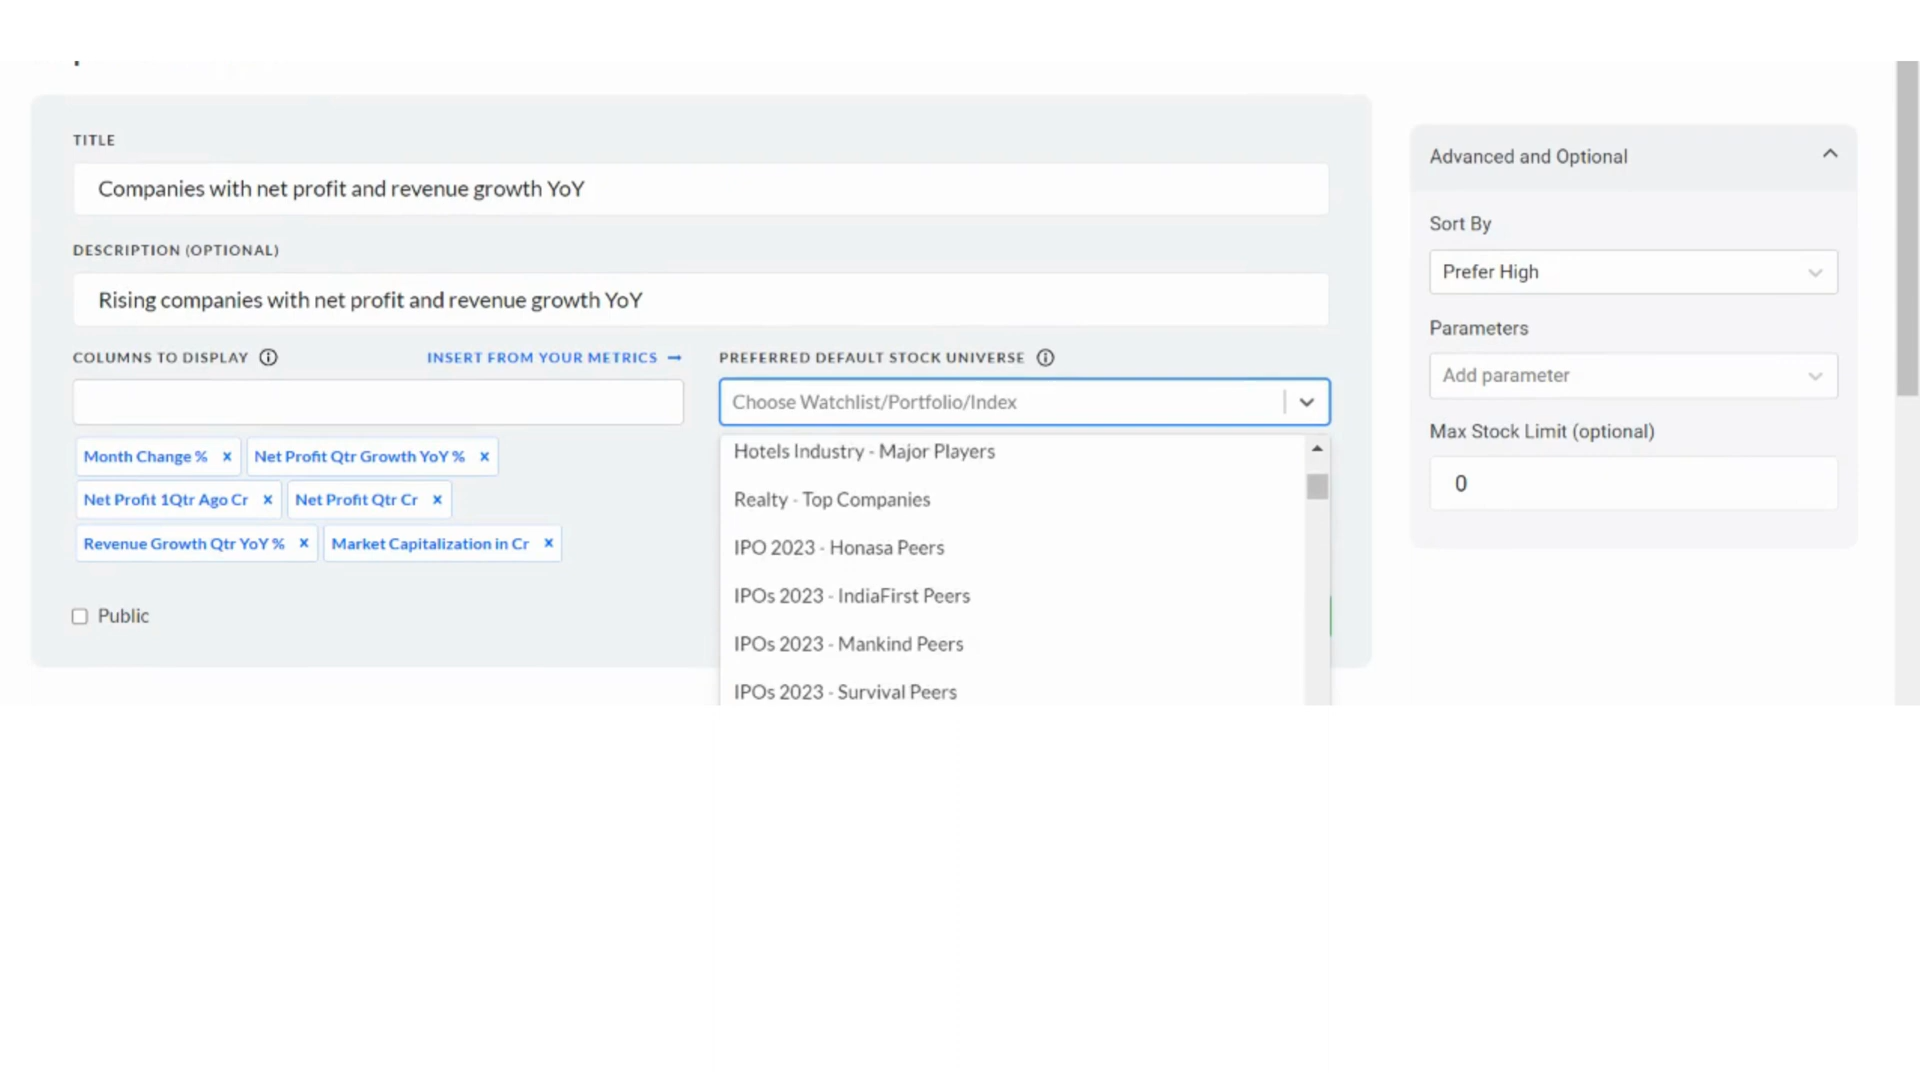 TITLE
Companies with net profit and revenue growth YoY
DESCRIPTION (OPTIONAL)
Rising companies with net profit and revenue growth YoY
COLUMNS TO DISPLAY
INSERT FROM YOUR METRICS →
Month Change % ×
Net Profit Qtr Growth YoY % ×
Net Profit 1Qtr Ago Cr ×
Net Profit Qtr Cr ×
Revenue Growth Qtr YoY % ×
Market Capitalization in Cr ×
Public
PREFERRED DEFAULT STOCK UNIVERSE
Choose Watchlist/Portfolio/Index
Hotels Industry - Major Players
Realty - Top Companies
IPO 2023 - Honasa Peers
IPOs 2023 - IndiaFirst Peers
IPOs 2023 - Mankind Peers
IPOs 2023 - Survival Peers
Advanced and Optional
Sort By
Prefer High
Parameters
Add parameter
Max Stock Limit (optional)
0